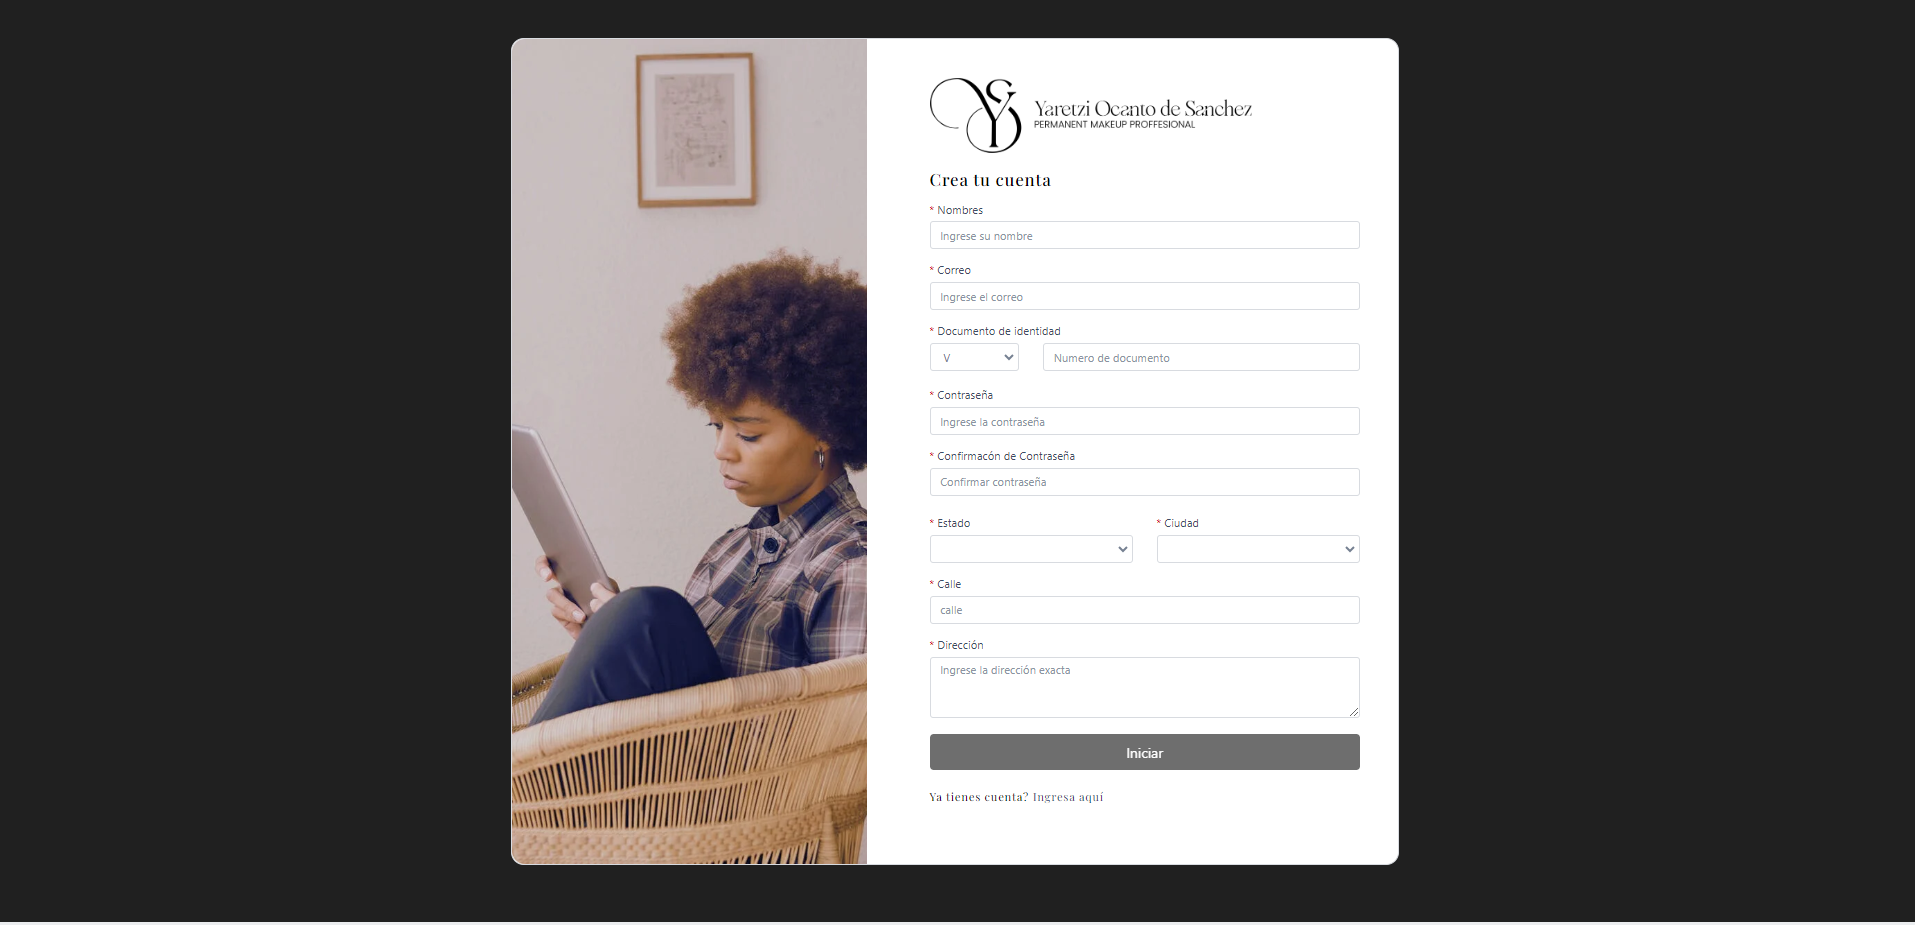 Yaretzi Ocanto de Sanchez
PERMANENT MAKEUP PROFFESIONAL
Crea tu cuenta
* Nombres
Ingrese su nombre
* Correo
Ingrese el correo
* Documento de identidad
V Numero de documento
* Contraseña
Ingrese la contraseña
* Confirmacón de Contraseña
Confirmar contraseña
* Estado * Ciudad
* Calle
calle
* Dirección
Ingrese la dirección exacta
Iniciar
Ya tienes cuenta? Ingresa aquí